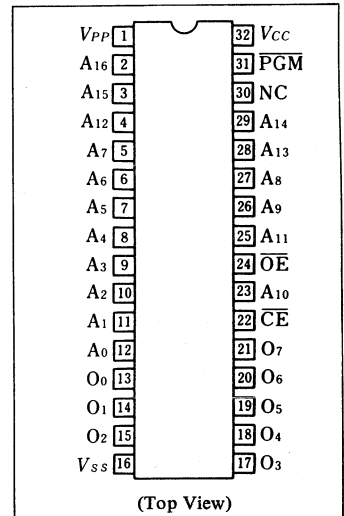 VPP 1 32 VCC
A16 2 31 PGM
A15 3 30 NC
A12 4 29 A14
A7 5 28 A13
A6 6 27 A8
A5 7 26 A9
A4 8 25 A11
A3 9 24 OE
A2 10 23 A10
A1 11 22 CE
A0 12 21 O7
O0 13 20 O6
O1 14 19 O5
O2 15 18 O4
VSS 16 17 O3
(Top View)